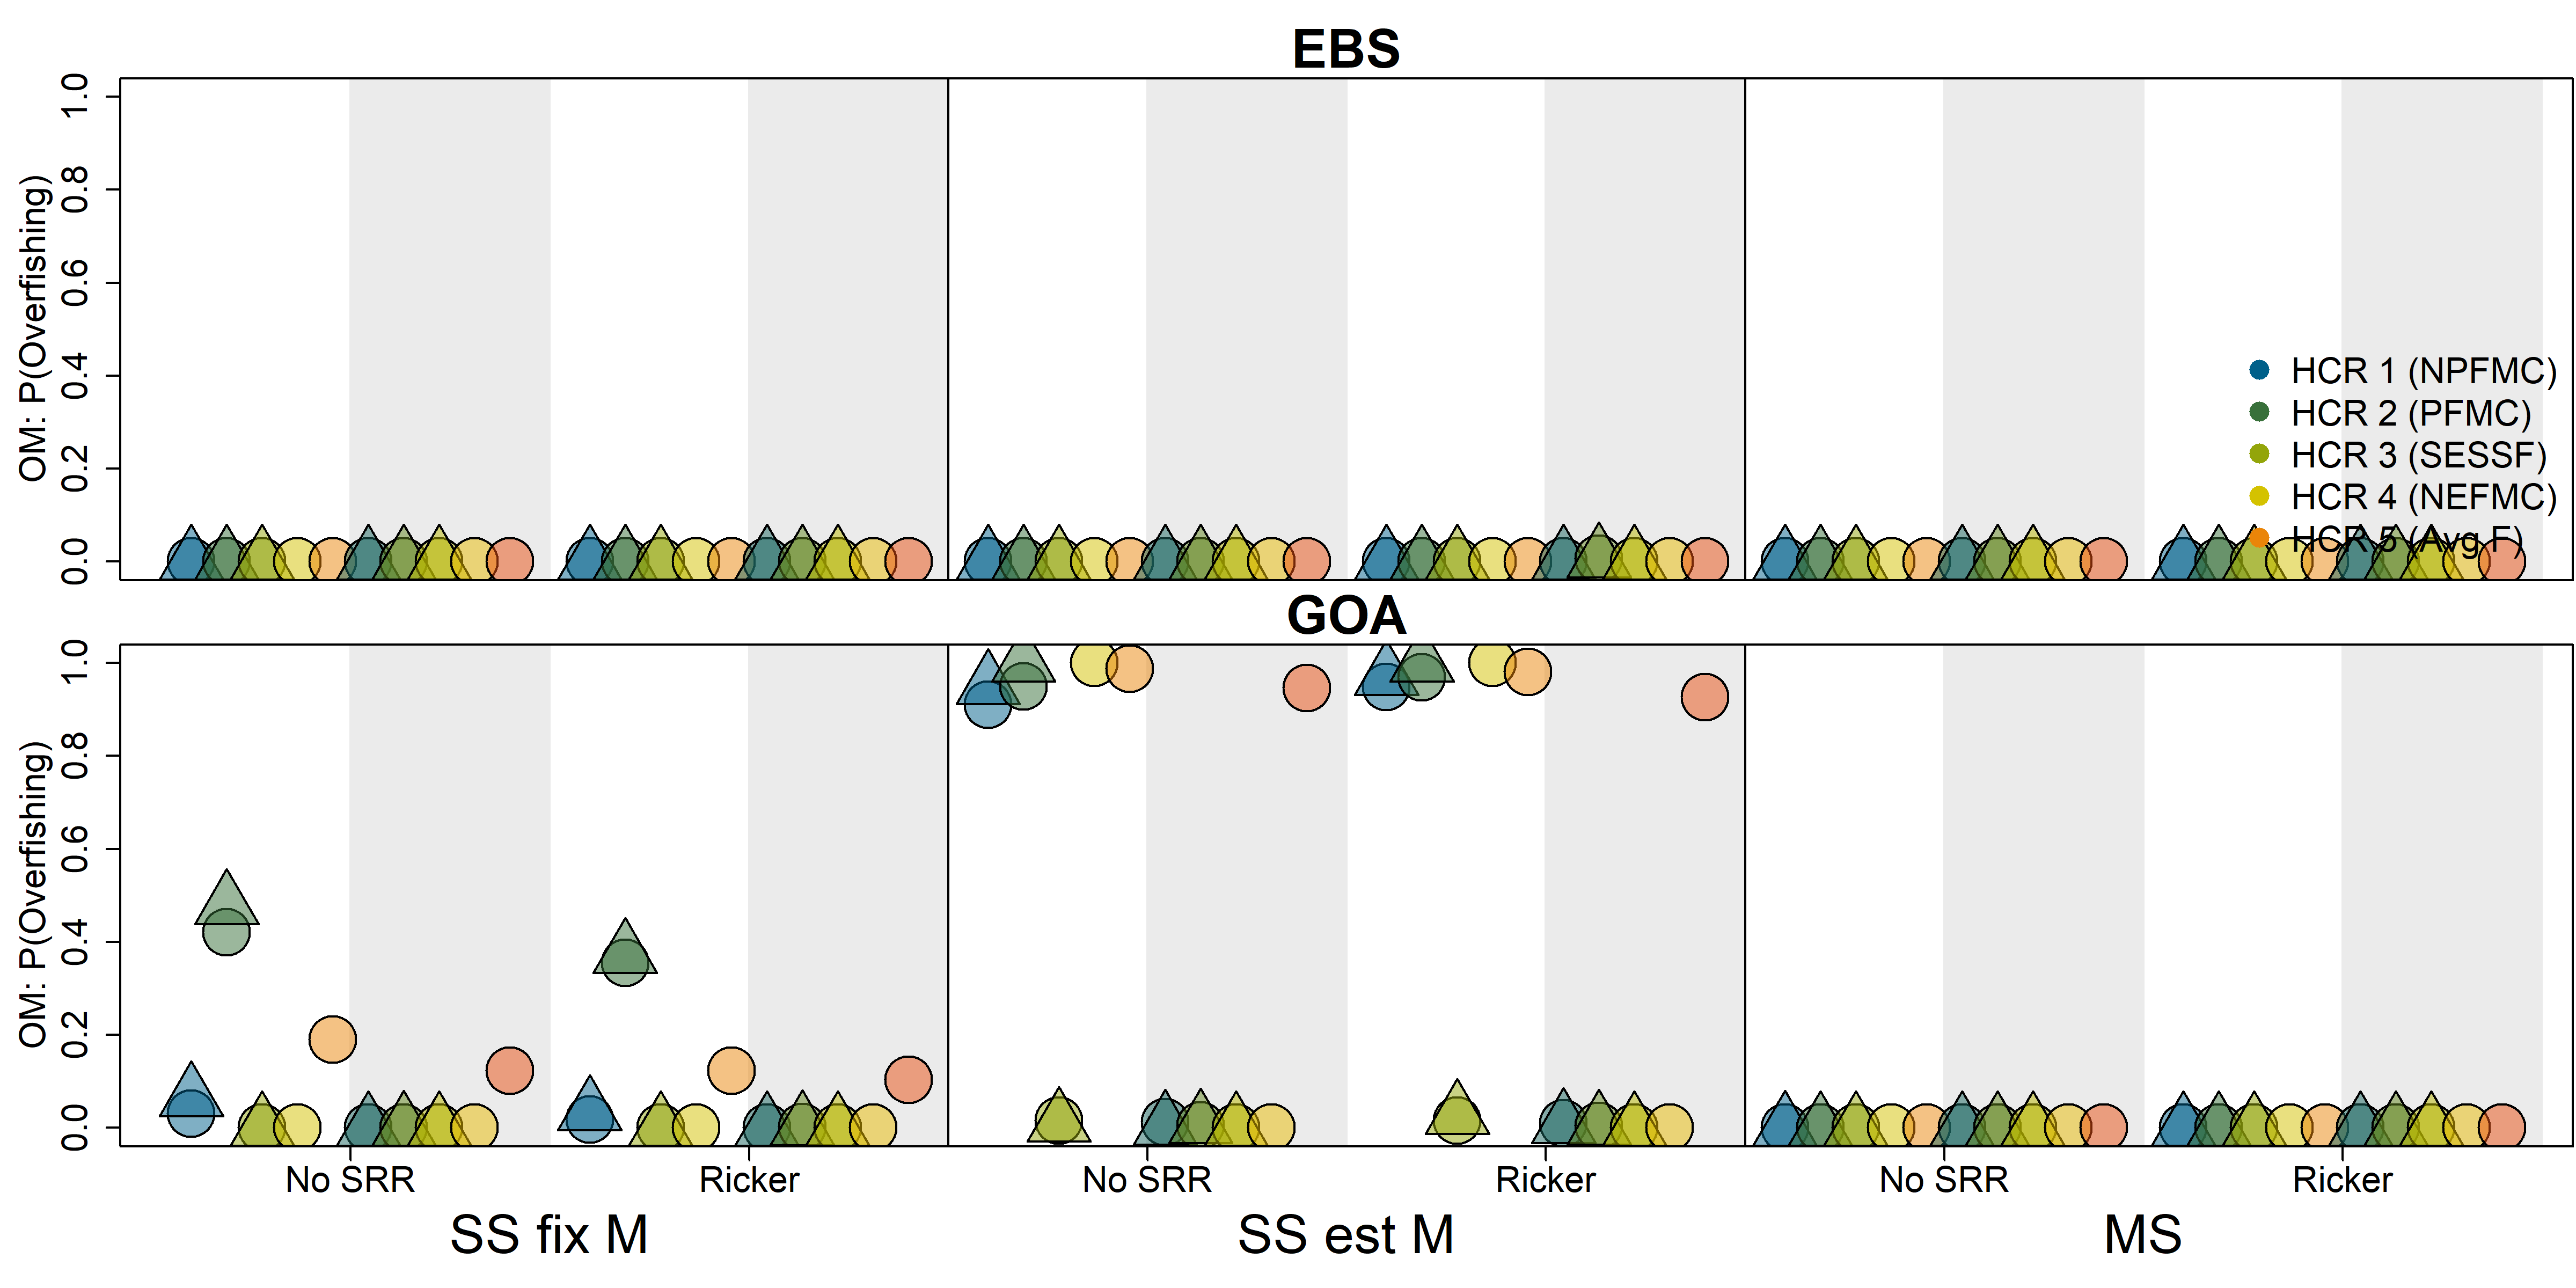 EBS
OM: P(Overfishing)
1.0
0.8
0.6
0.4
0.2
0.0
HCR 1 (NPFMC)
HCR 2 (PFMC)
HCR 3 (SESSF)
HCR 4 (NEFMC)
HCR 5 (Avg F)
GOA
OM: P(Overfishing)
1.0
0.8
0.6
0.4
0.2
0.0
No SRR Ricker No SRR Ricker No SRR Ricker
SS fix M SS est M MS